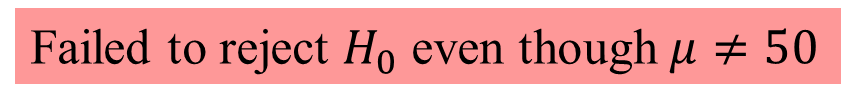 Failed to reject H₀ even though μ ≠ 50